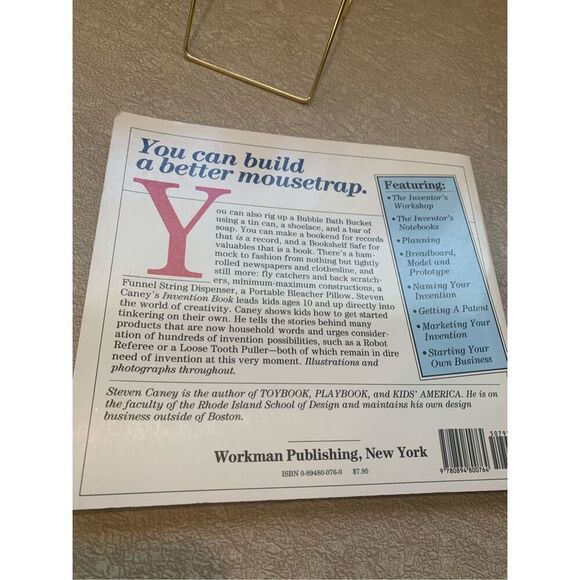 You can build
a better mousetrap.
You can also rig up a Bubble Bath Bucket
using a tin can, a shoelace, and a bar of
soap. You can make a bookend for records
that is a record, and a Bookshelf Safe for
valuables that is a book. There's a ham-
mock to fashion from nothing but tightly
rolled newspapers and clothesline, and
still more: fly catchers and back scratch-
ers, minimum-maximum constructions, a
Funnel String Dispenser, a Portable Bleacher Pillow. Steven
Caney's Invention Book leads kids ages 10 and up directly into
the world of creativity. Caney shows kids how to get started
tinkering on their own. He tells the stories behind many
products that are now household words and urges consider-
ation of hundreds of invention possibilities, such as a Robot
Referee or a Loose Tooth Puller—both of which remain in dire
need of invention at this very moment. Illustrations and
photographs throughout.
Featuring:
• The Inventor's
Workshop
• The Inventor's
Notebooks
• Planning
• Breadboard,
Model and
Prototype
• Naming Your
Invention
• Getting A Patent
• Marketing Your
Invention
• Starting Your
Own Business
Steven Caney is the author of TOYBOOK, PLAYBOOK, and KIDS' AMERICA. He is on
the faculty of the Rhode Island School of Design and maintains his own design
business outside of Boston.
Workman Publishing, New York
ISBN 0-89480-076-0 $7.95
9 780894 800764